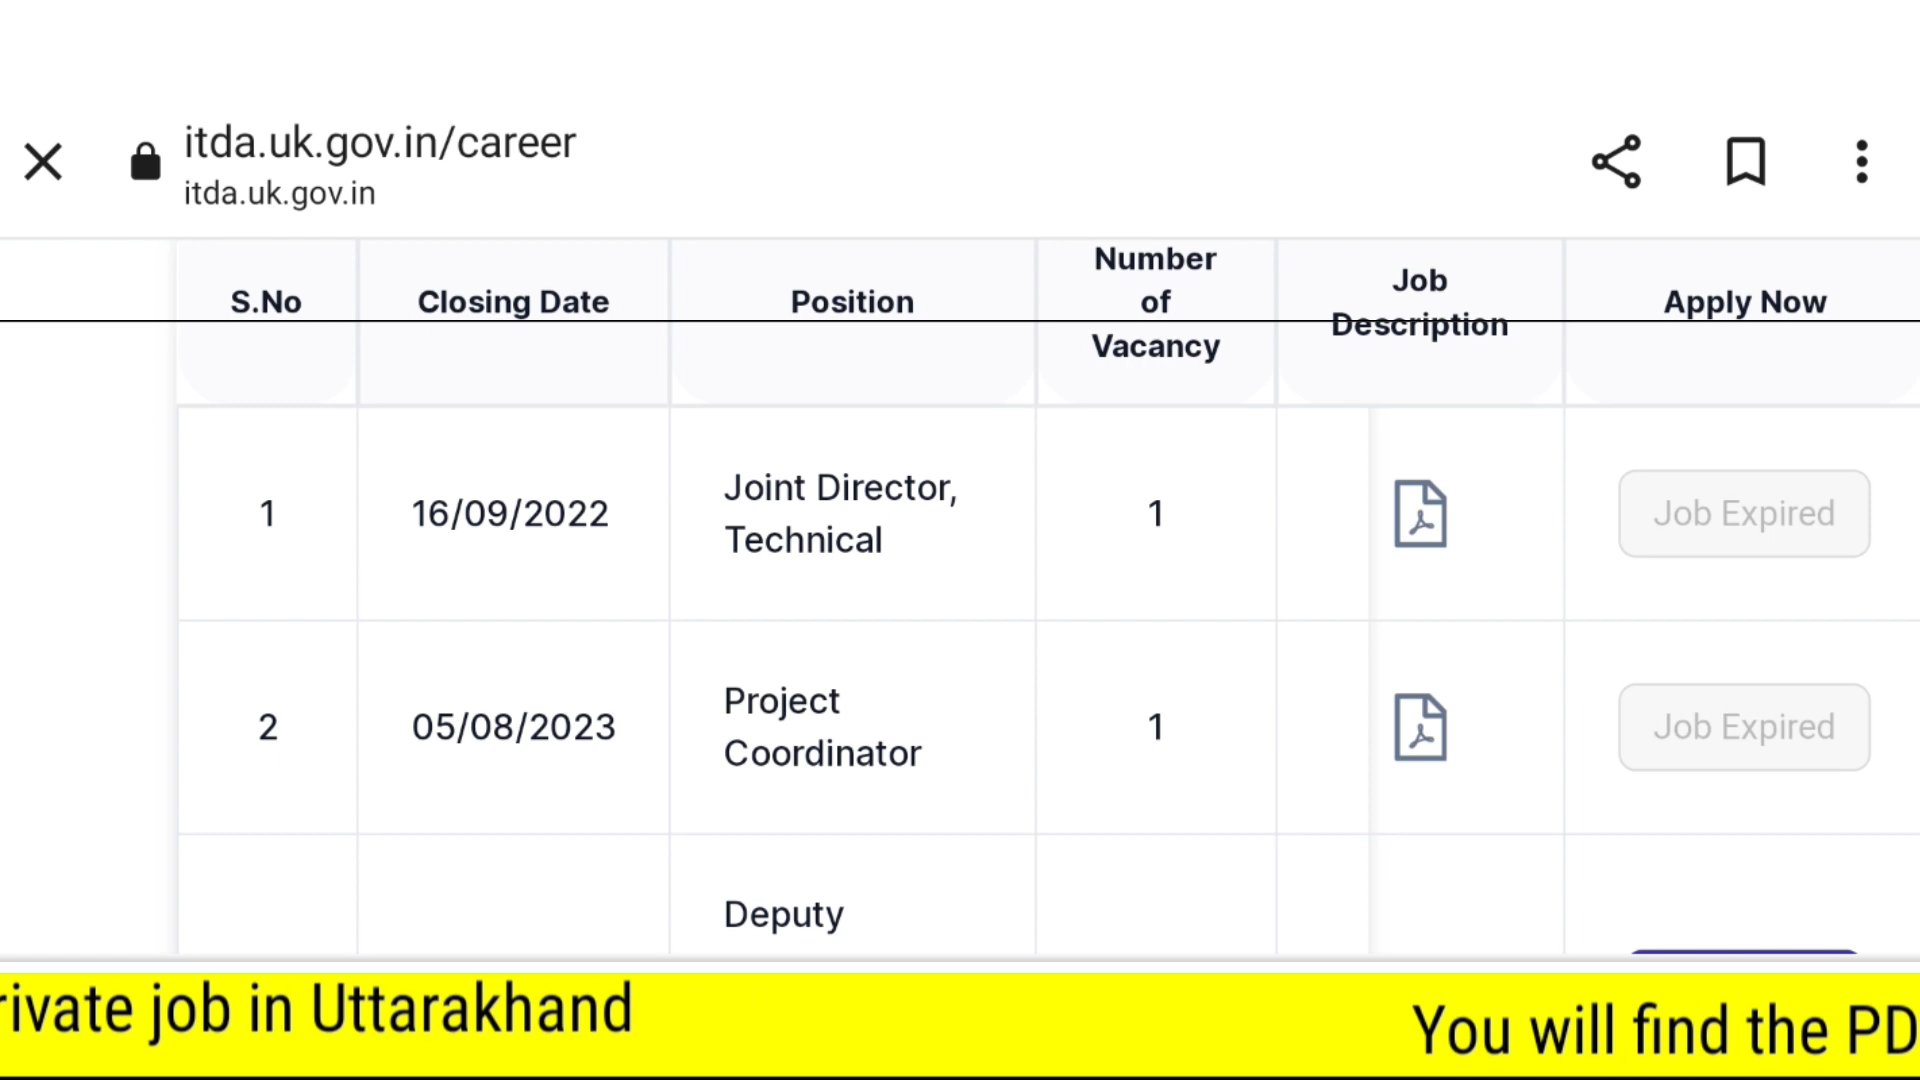 itda.uk.gov.in/career
itda.uk.gov.in
S.No
Closing Date
Position
Number
of
Vacancy
Job
Description
Apply Now
1
16/09/2022
Joint Director,
Technical
1
Job Expired
2
05/08/2023
Project
Coordinator
1
Job Expired
Deputy
rivate job in Uttarakhand
You will find the PD